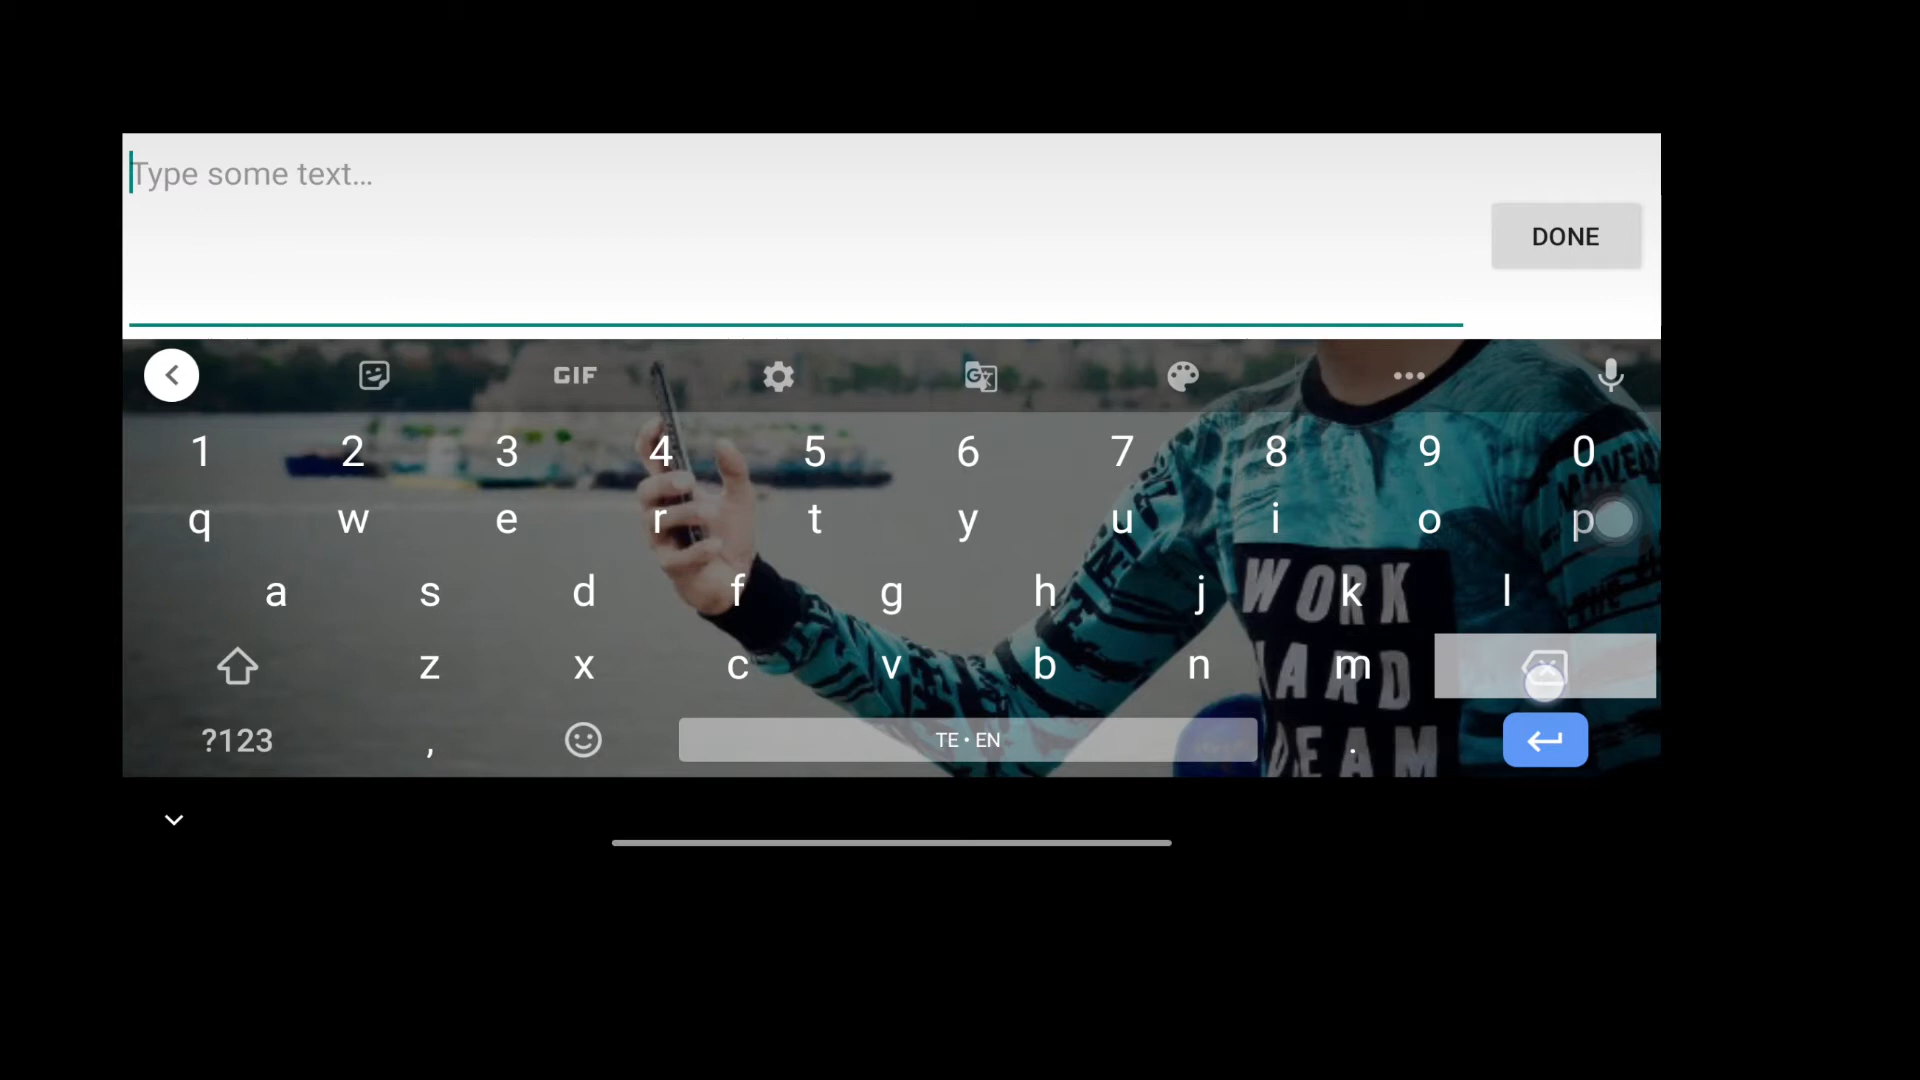 Type some text...
DONE
GIF
1 2 3 4 5 6 7 8 9 0
q w e r t y u i o p
a s d f g h j k l
z x c v b n m
?123 , TE • EN .
WORK
HARD
DEAM